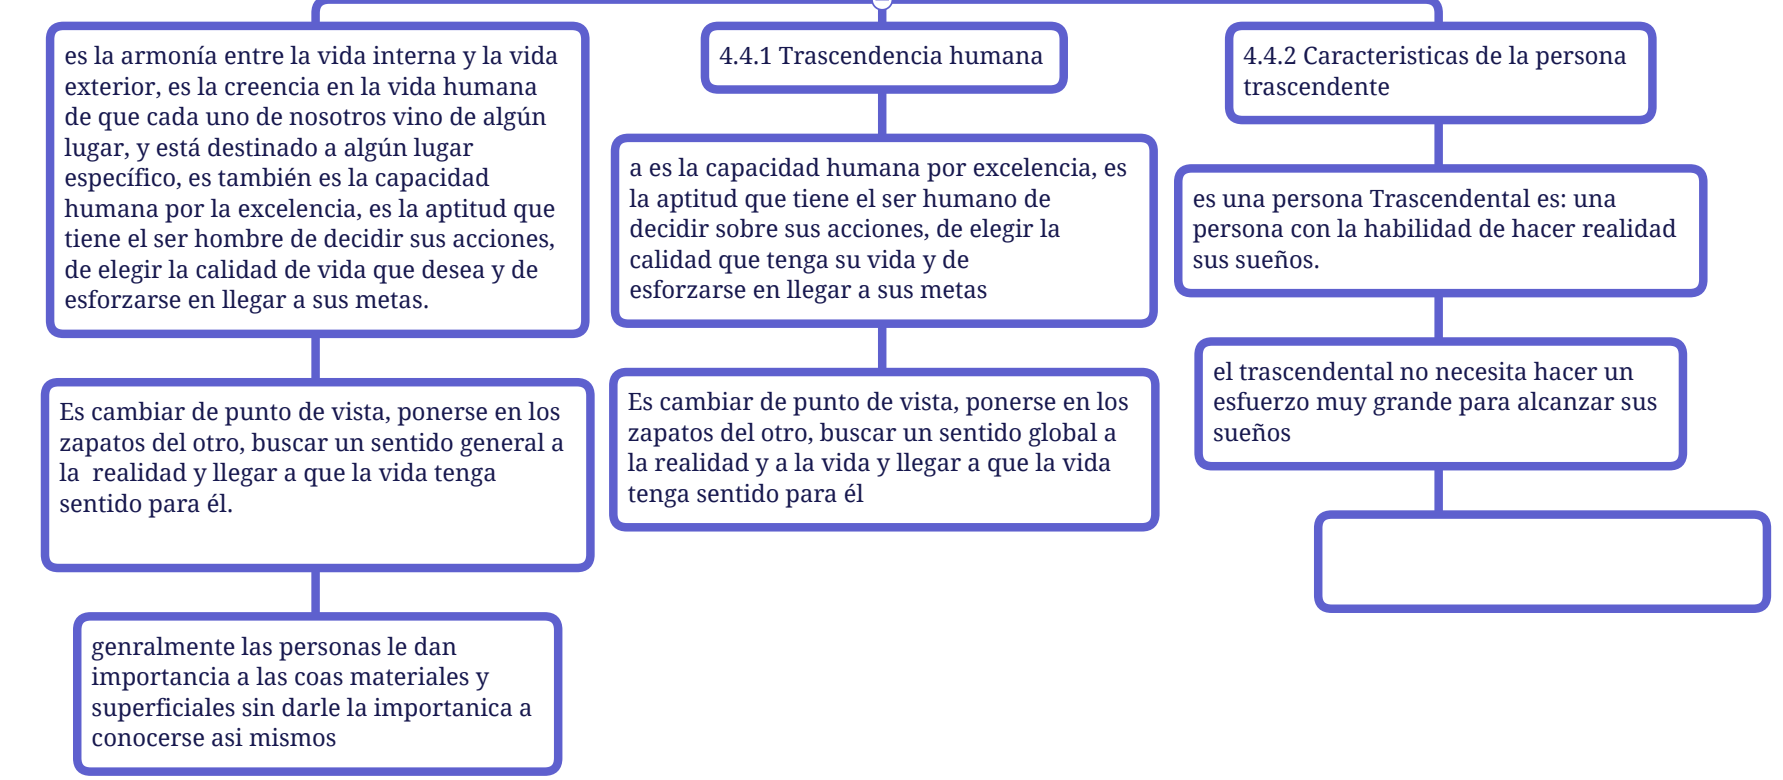 es la armonía entre la vida interna y la vida
exterior, es la creencia en la vida humana
de que cada uno de nosotros vino de algún
lugar, y está destinado a algún lugar
específico, es también es la capacidad
humana por la excelencia, es la aptitud que
tiene el ser hombre de decidir sus acciones,
de elegir la calidad de vida que desea y de
esforzarse en llegar a sus metas.
Es cambiar de punto de vista, ponerse en los
zapatos del otro, buscar un sentido general a
la  realidad y llegar a que la vida tenga
sentido para él.
genralmente las personas le dan
importancia a las coas materiales y
superficiales sin darle la importanica a
conocerse asi mismos
4.4.1 Trascendencia humana
a es la capacidad humana por excelencia, es
la aptitud que tiene el ser humano de
decidir sobre sus acciones, de elegir la
calidad que tenga su vida y de
esforzarse en llegar a sus metas
Es cambiar de punto de vista, ponerse en los
zapatos del otro, buscar un sentido global a
la realidad y a la vida y llegar a que la vida
tenga sentido para él
4.4.2 Caracteristicas de la persona
trascendente
es una persona Trascendental es: una
persona con la habilidad de hacer realidad
sus sueños.
el trascendental no necesita hacer un
esfuerzo muy grande para alcanzar sus
sueños